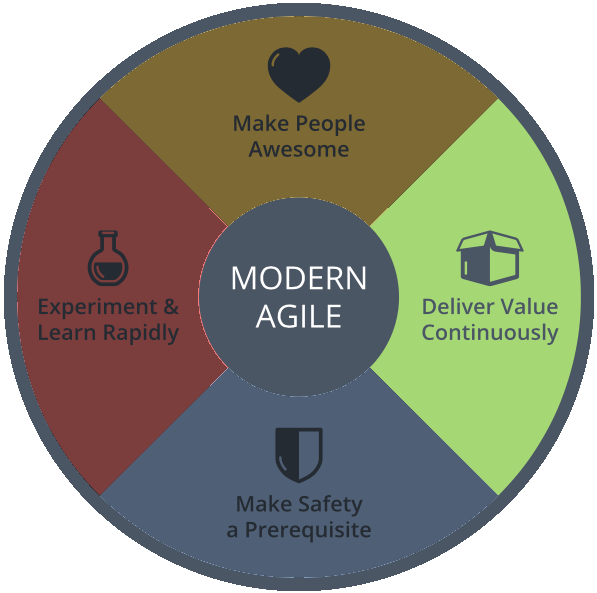 Make People
Awesome
Experiment &
Learn Rapidly
MODERN
AGILE
Deliver Value
Continuously
Make Safety
a Prerequisite